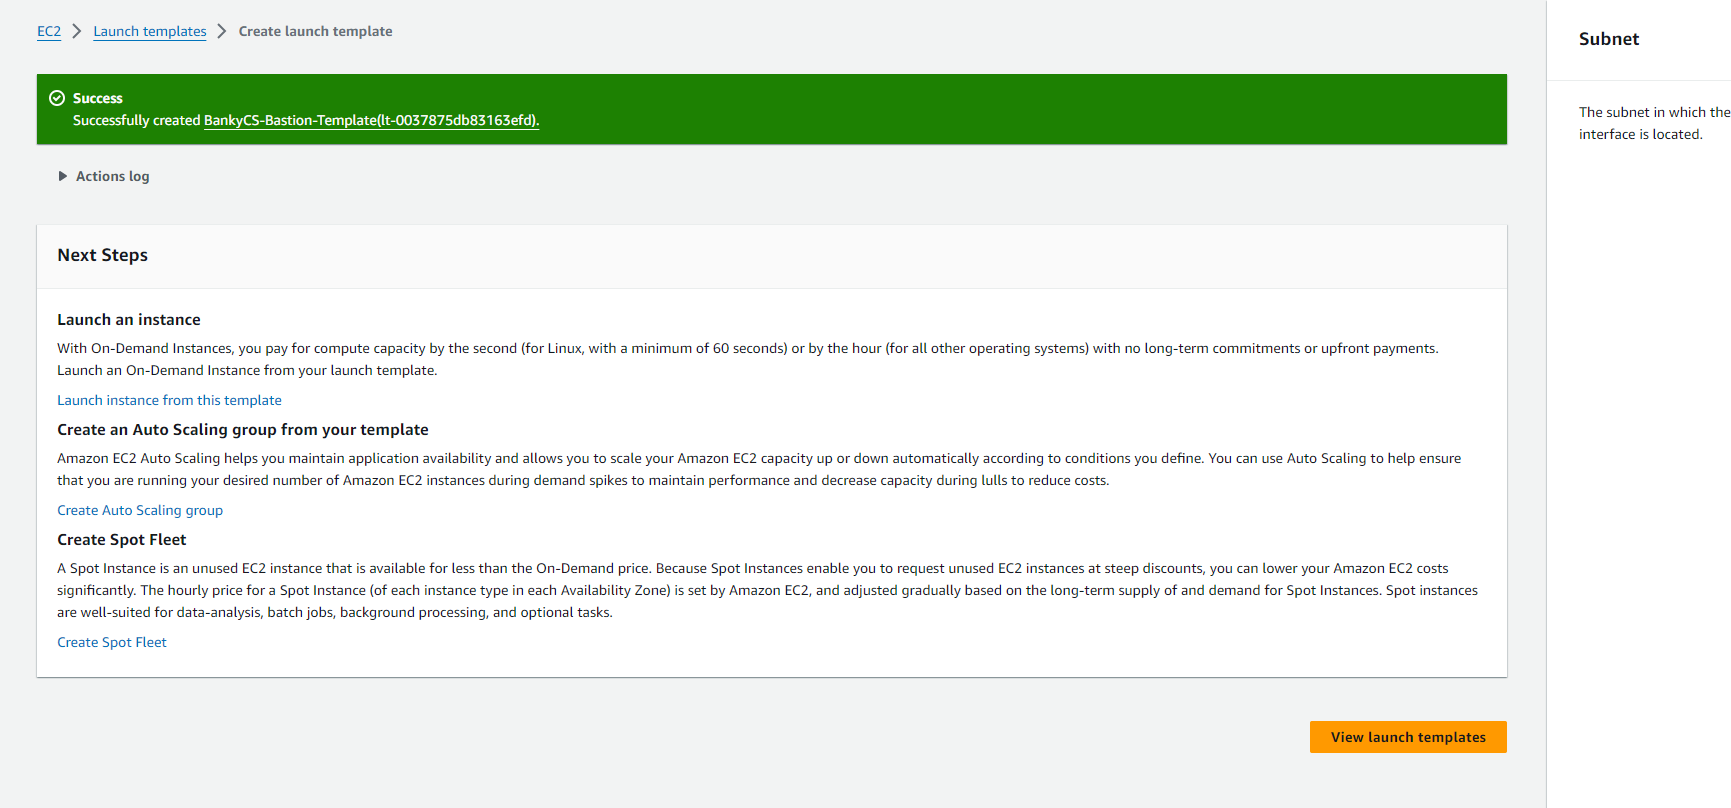 EC2 > Launch templates > Create launch template
Success
Successfully created BankyCS-Bastion-Template(lt-0037875db83163efd).
Actions log
Next Steps
Launch an instance
With On-Demand Instances, you pay for compute capacity by the second (for Linux, with a minimum of 60 seconds) or by the hour (for all other operating systems) with no long-term commitments or upfront payments.
Launch an On-Demand Instance from your launch template.
Launch instance from this template
Create an Auto Scaling group from your template
Amazon EC2 Auto Scaling helps you maintain application availability and allows you to scale your Amazon EC2 capacity up or down automatically according to conditions you define. You can use Auto Scaling to help ensure
that you are running your desired number of Amazon EC2 instances during demand spikes to maintain performance and decrease capacity during lulls to reduce costs.
Create Auto Scaling group
Create Spot Fleet
A Spot Instance is an unused EC2 instance that is available for less than the On-Demand price. Because Spot Instances enable you to request unused EC2 instances at steep discounts, you can lower your Amazon EC2 costs
significantly. The hourly price for a Spot Instance (of each instance type in each Availability Zone) is set by Amazon EC2, and adjusted gradually based on the long-term supply of and demand for Spot Instances. Spot instances
are well-suited for data-analysis, batch jobs, background processing, and optional tasks.
Create Spot Fleet
View launch templates
Subnet
The subnet in which the
interface is located.